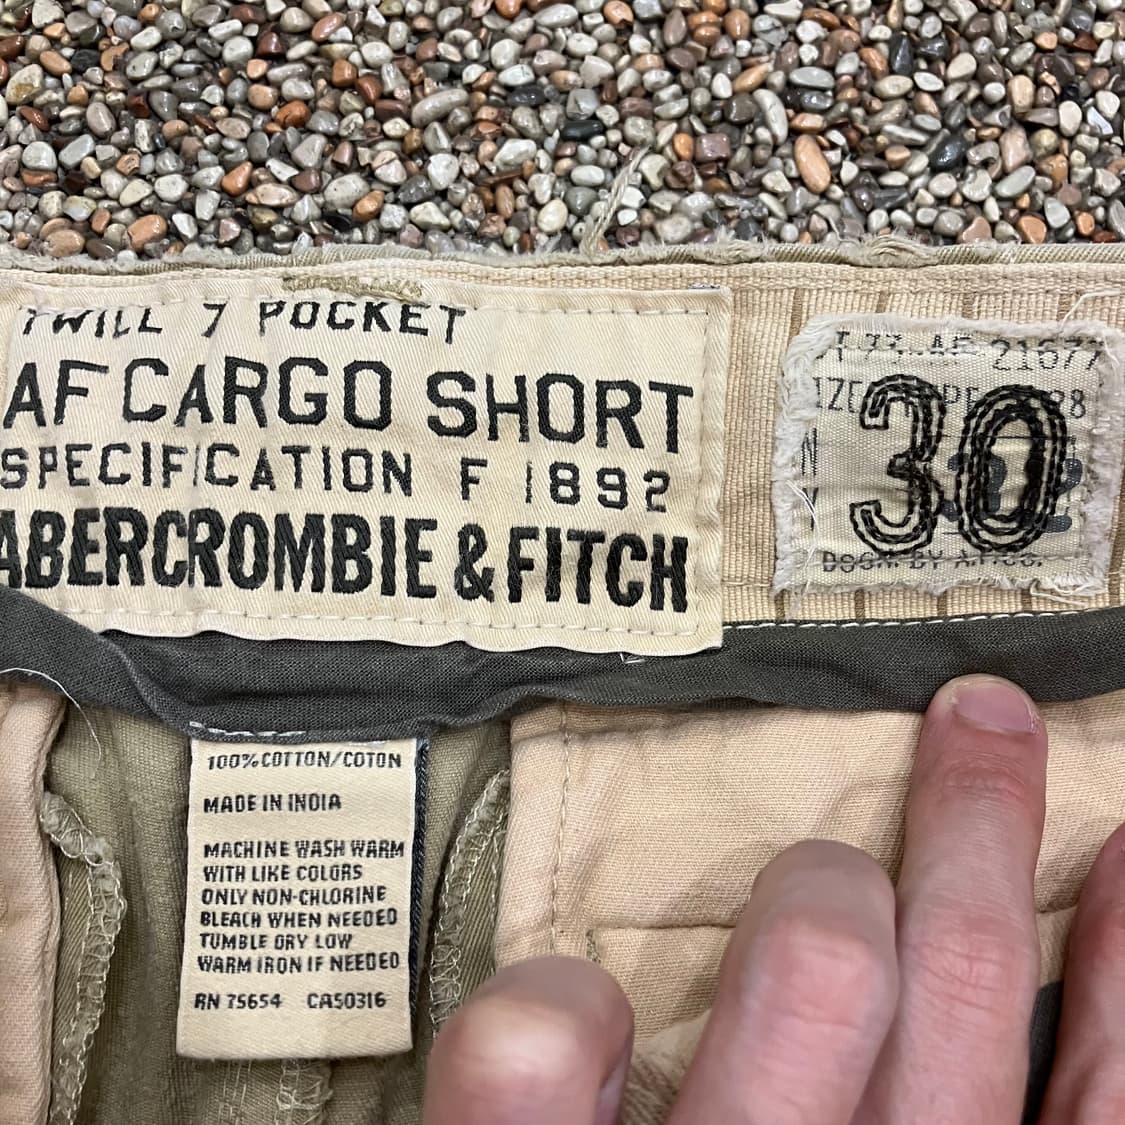 TWILL 7 POCKET
AF CARGO SHORT
SPECIFICATION F 1892
ABERCROMBIE & FITCH
21677
30
100% COTTON/COTON
MADE IN INDIA
MACHINE WASH WARM
WITH LIKE COLORS
ONLY NON-CHLORINE
BLEACH WHEN NEEDED
TUMBLE DRY LOW
WARM IRON IF NEEDED
RN 75654 CA50316